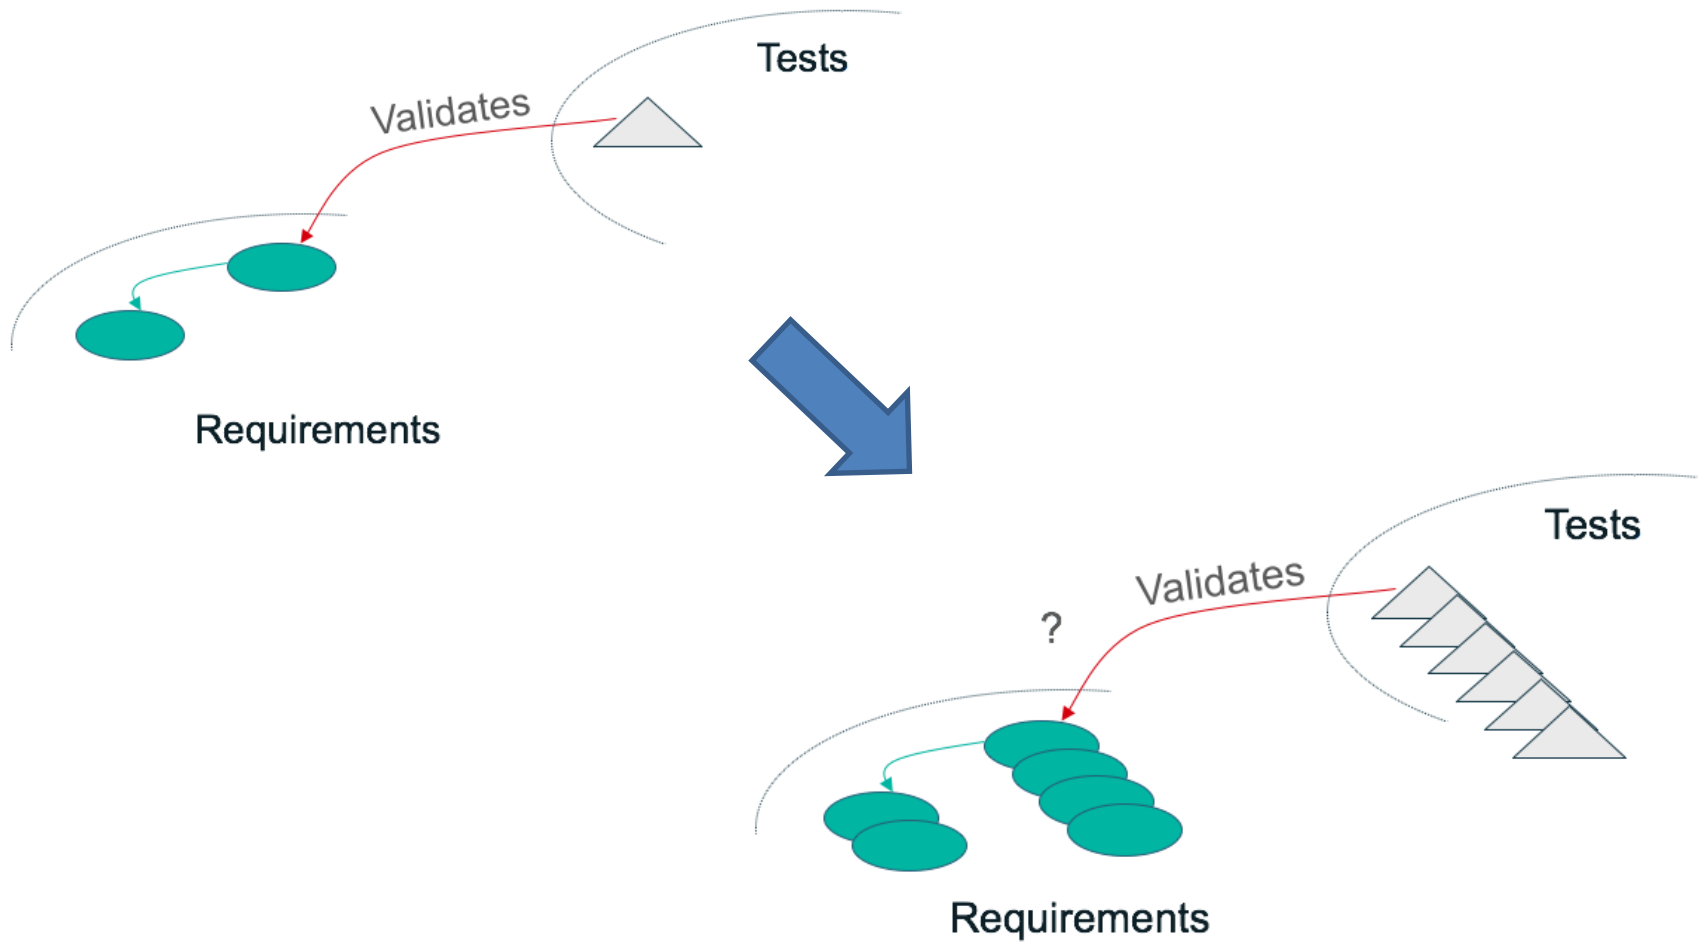 Tests
Validates
Requirements
Tests
Validates
?
Requirements